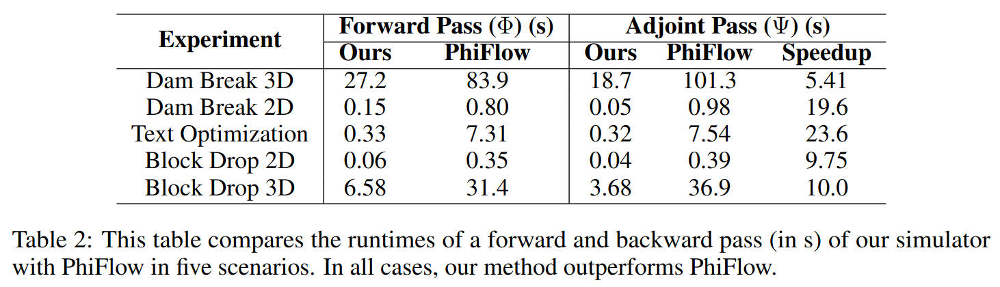 Experiment Forward Pass (Φ) (s) Adjoint Pass (Ψ) (s)
Ours PhiFlow Ours PhiFlow Speedup
Dam Break 3D 27.2 83.9 18.7 101.3 5.41
Dam Break 2D 0.15 0.80 0.05 0.98 19.6
Text Optimization 0.33 7.31 0.32 7.54 23.6
Block Drop 2D 0.06 0.35 0.04 0.39 9.75
Block Drop 3D 6.58 31.4 3.68 36.9 10.0
Table 2: This table compares the runtimes of a forward and backward pass (in s) of our simulator
with PhiFlow in five scenarios. In all cases, our method outperforms PhiFlow.